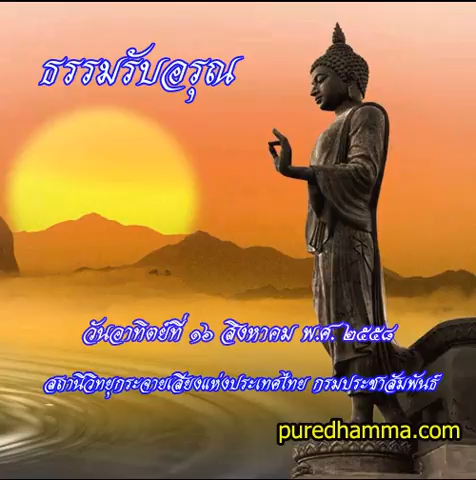 ธรรมรับอรุณ
วันอาทิตย์ที่ ๑๖ สิงหาคม พ.ศ. ๒๕๕๘
สถานีวิทยุกระจายเสียงแห่งประเทศไทย กรมประชาสัมพันธ์
puredhamma.com